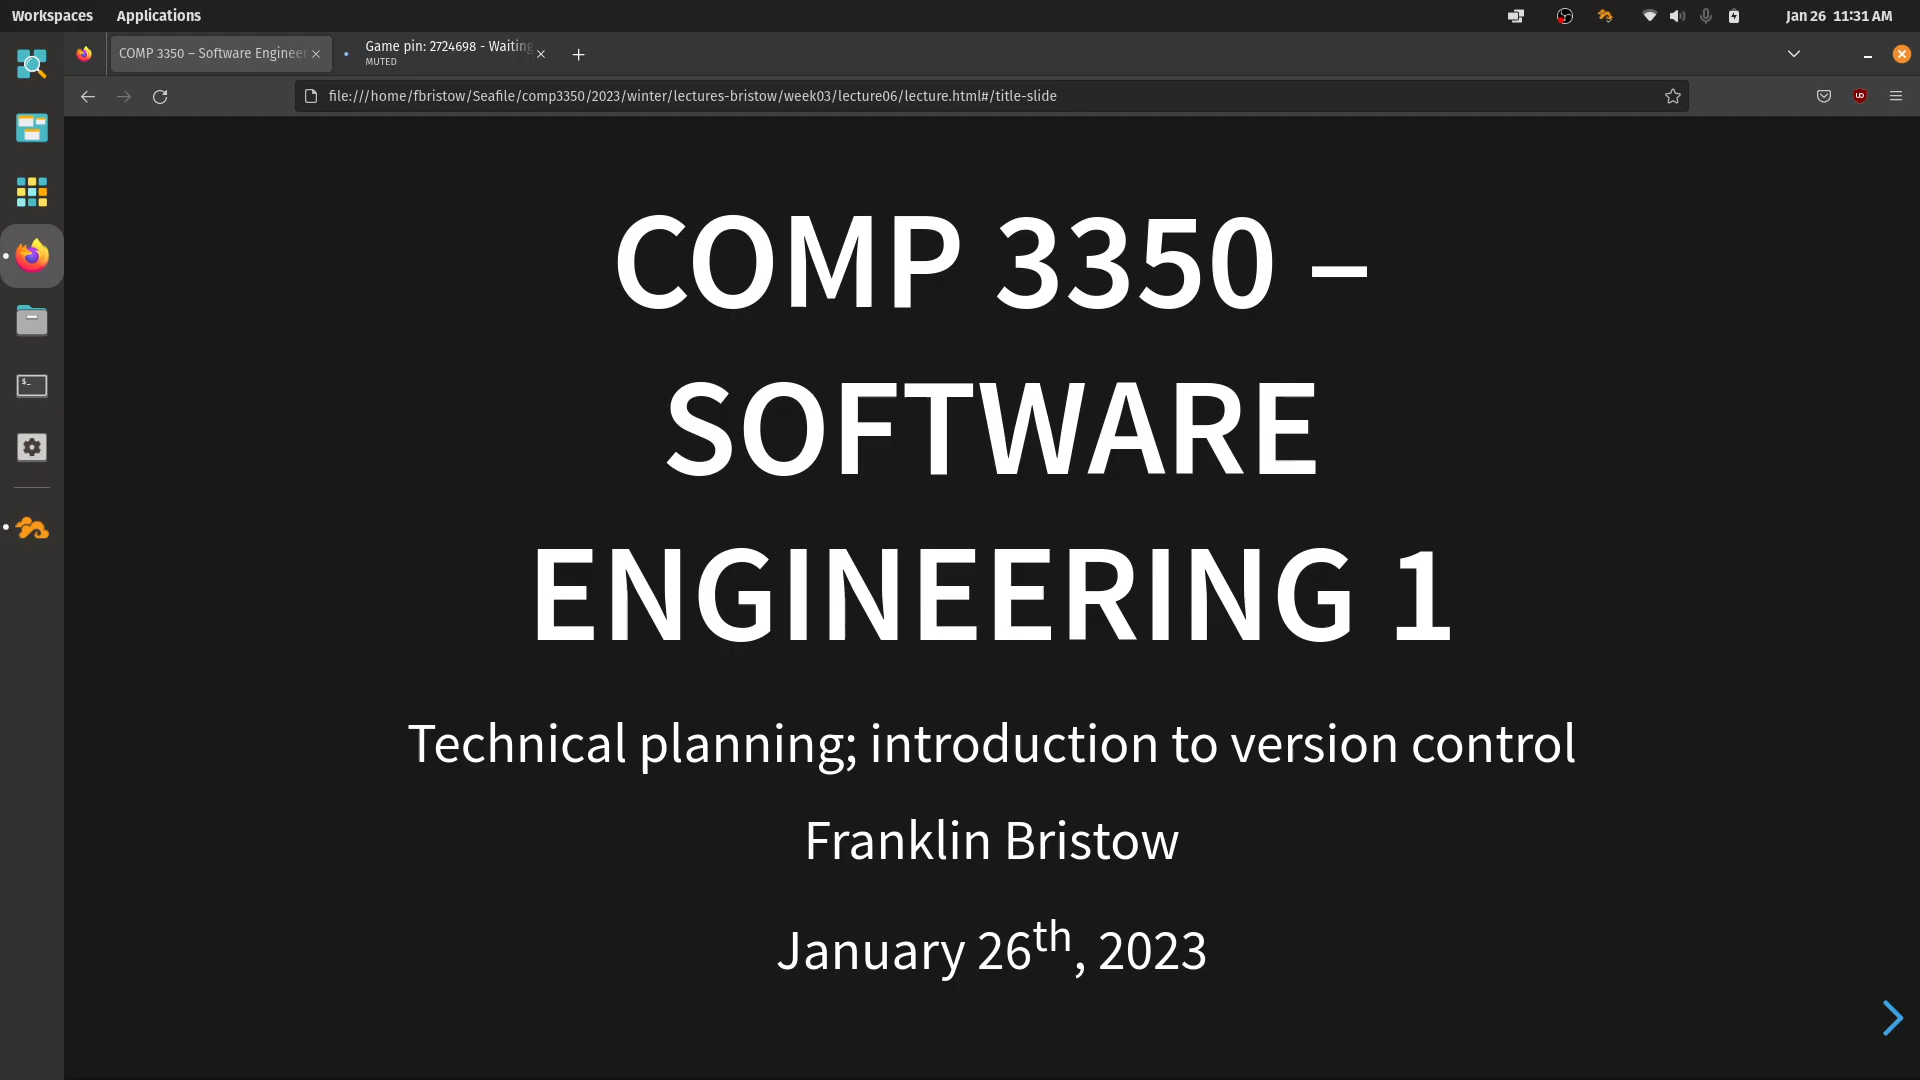 Workspaces Applications Jan 26 11:31 AM
COMP 3350 – Software Engineer
Game pin: 2724698 - Waiting
MUTED
file:///home/fbristow/Seafile/comp3350/2023/winter/lectures-bristow/week03/lecture06/lecture.html#/title-slide
COMP 3350 –
SOFTWARE
ENGINEERING 1
Technical planning; introduction to version control
Franklin Bristow
January 26th, 2023